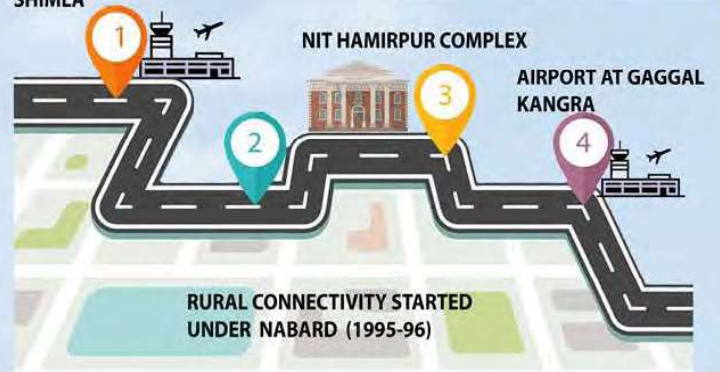 SHIMLA
1
NIT HAMIRPUR COMPLEX
3
AIRPORT AT GAGGAL
KANGRA
2
4
RURAL CONNECTIVITY STARTED
UNDER NABARD (1995-96)